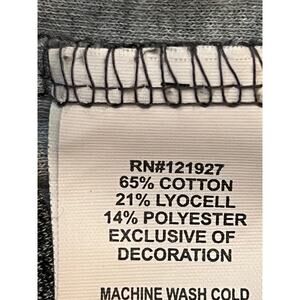 RN#121927
65% COTTON
21% LYOCELL
14% POLYESTER
EXCLUSIVE OF
DECORATION
MACHINE WASH COLD